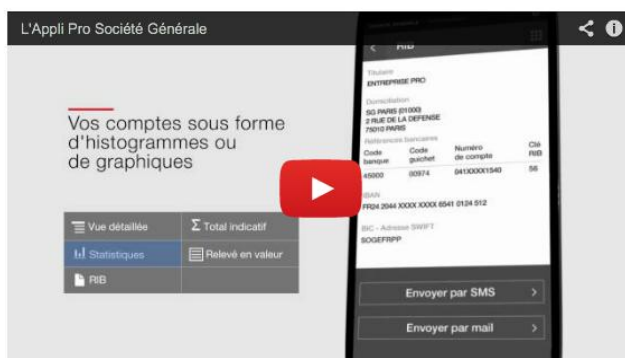 L'Appli Pro Société Générale
Vos comptes sous forme
d'histogrammes ou
de graphiques
Vue détaillée
Σ Total indicatif
Statistiques
Relevé en valeur
RIB
RIB
Titulaire
ENTREPRISE PRO
Domiciliation
SG PARIS (01000)
2 RUE DE LA DEFENSE
75010 PARIS
Références bancaires
Code banque
Code guichet
Numéro de compte
Clé RIB
45000
00974
041XXXX1540
56
IBAN
FR24 2044 XXXX XXXX 6541 0124 512
BIC - Adresse SWIFT
SOGEFRPP
Envoyer par SMS
Envoyer par mail